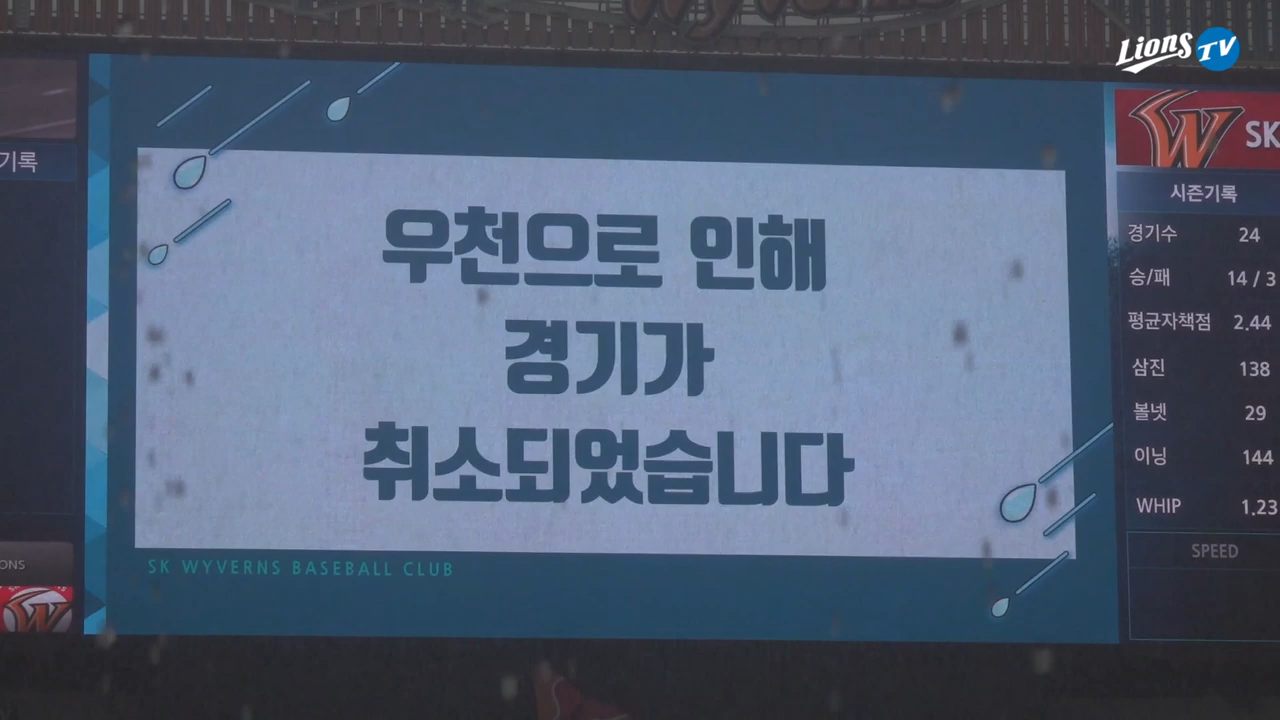 Wyverns
Lions TV
기록
우천으로 인해
경기가
취소되었습니다
SK WYVERNS BASEBALL CLUB
ONS
W
W SK
시즌기록
경기수 24
승/패 14 / 3
평균자책점 2.44
삼진 138
볼넷 29
이닝 144
WHIP 1.23
SPEED